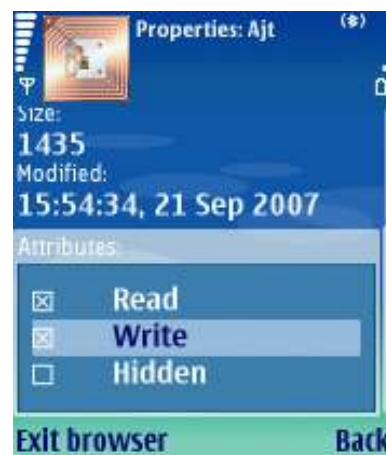 Properties: Ajt
Size:
1435
Modified:
15:54:34, 21 Sep 2007
Attributes:
Read
Write
Hidden
Exit browser
Back